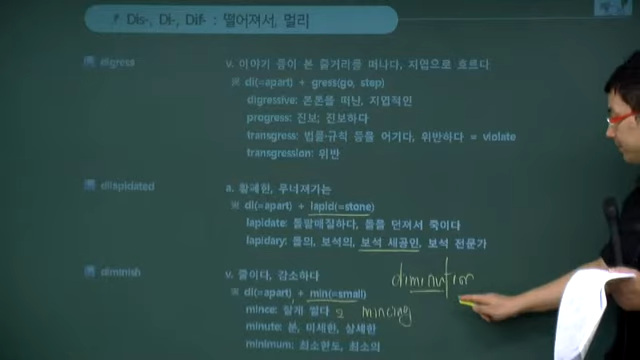 Dis-, Di-, Dif- : 떨어져서, 멀리
digress v. 이야기 등이 본 줄거리를 떠나다, 지엽으로 흐르다
di(=apart) + gress(go, step)
digressive: 본론을 떠난, 지엽적인
progress: 진보; 진보하다
transgress: 법률·규칙 등을 어기다, 위반하다 = violate
transgression: 위반
dilapidated a. 황폐한, 무너져가는
di(=apart) + lapid(=stone)
lapidate: 돌팔매질하다, 돌을 던져서 죽이다
lapidary: 돌의, 보석의, 보석 세공인, 보석 전문가
diminish v. 줄이다, 감소하다
diminution
di(=apart) + min(=small)
mince: 잘게 썰다 mincing
minute: 분, 미세한, 상세한
minimum: 최소한도, 최소의